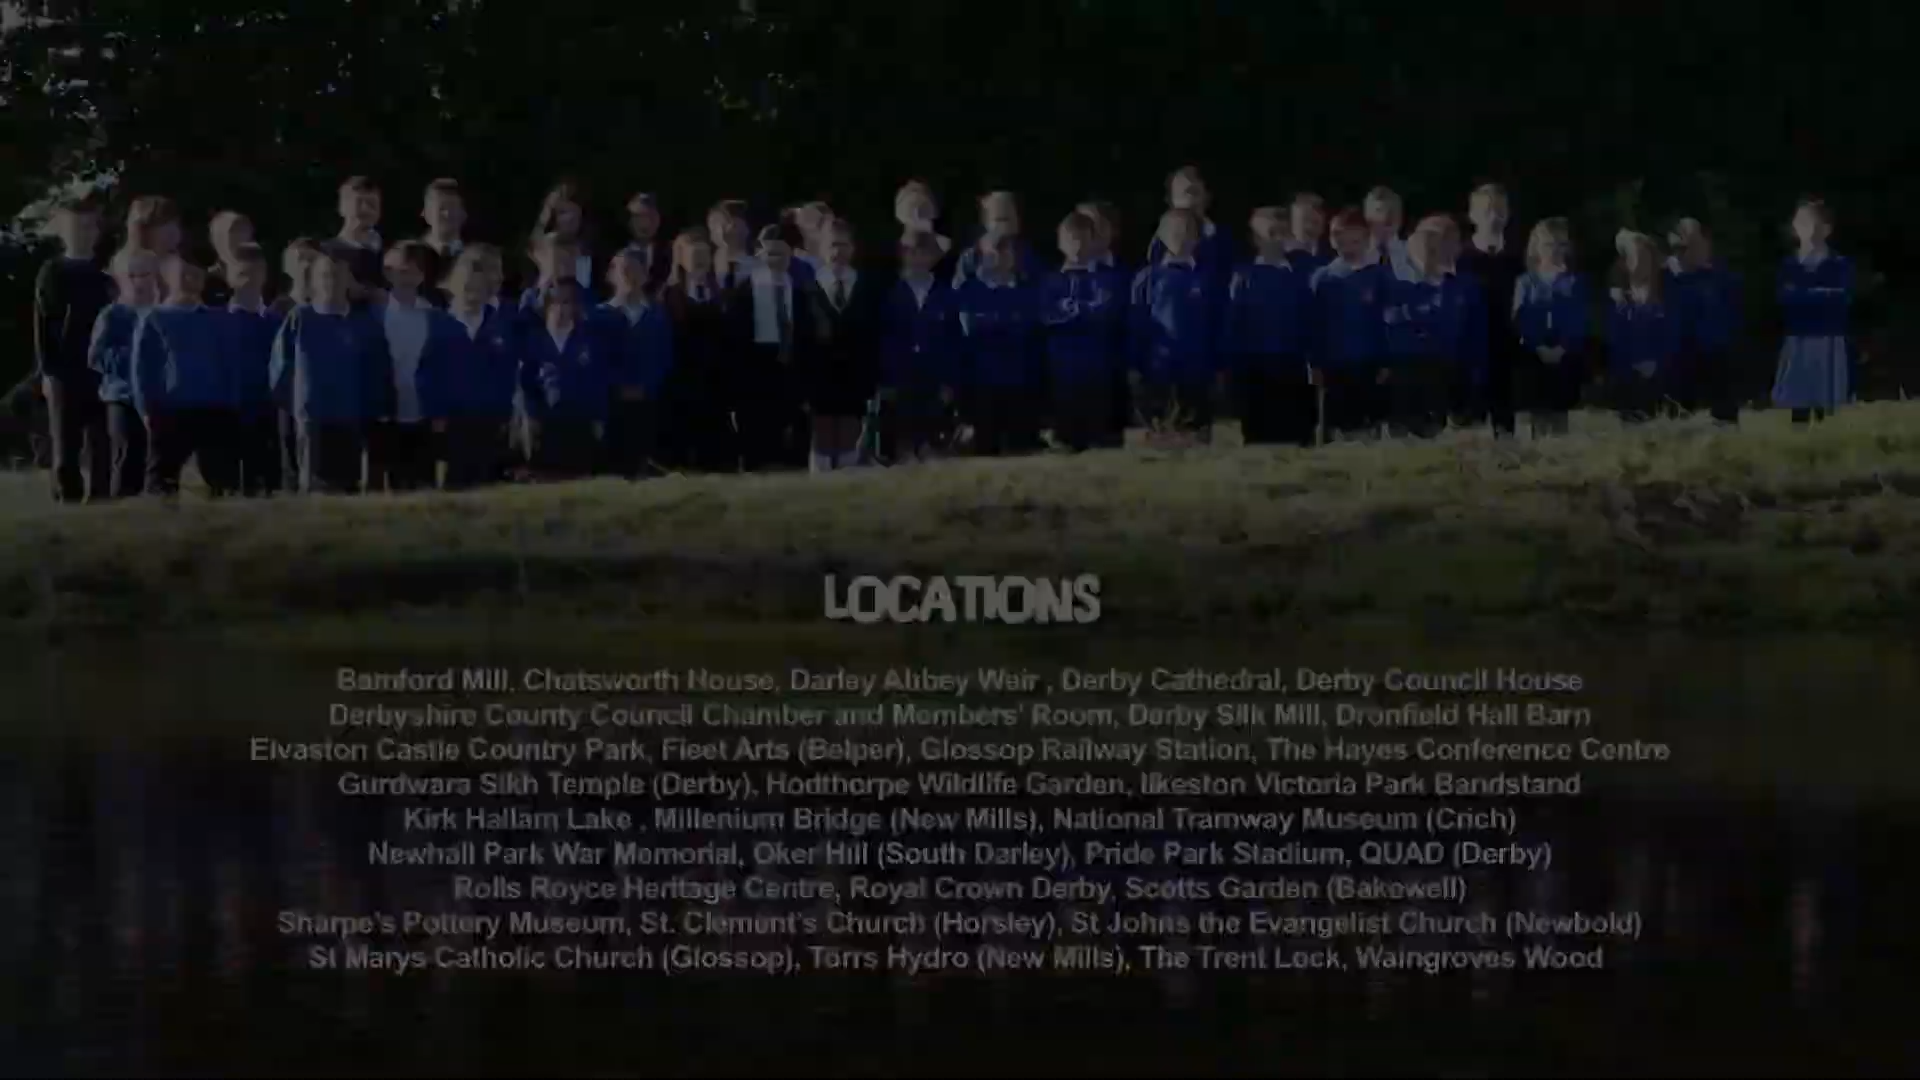 LOCATIONS
Bamford Mill, Chatsworth House, Darley Abbey Weir , Derby Cathedral, Derby Council House
Derbyshire County Council Chamber and Members' Room, Derby Silk Mill, Dronfield Hall Barn
Elvaston Castle Country Park, Fleet Arts (Belper), Glossop Railway Station, The Hayes Conference Centre
Gurdwara Sikh Temple (Derby), Hodthorpe Wildlife Garden, Ilkeston Victoria Park Bandstand
Kirk Hallam Lake , Millenium Bridge (New Mills), National Tramway Museum (Crich)
Newhall Park War Memorial, Oker Hill (South Darley), Pride Park Stadium, QUAD (Derby)
Rolls Royce Heritage Centre, Royal Crown Derby, Scotts Garden (Bakewell)
Sharpe's Pottery Museum, St. Clement's Church (Horsley), St Johns the Evangelist Church (Newbold)
St Marys Catholic Church (Glossop), Torrs Hydro (New Mills), The Trent Lock, Waingroves Wood